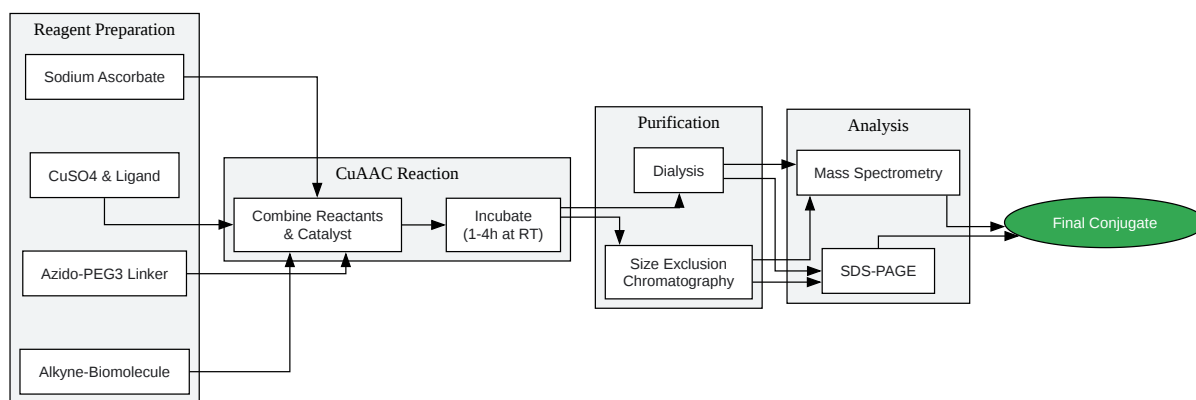 Reagent Preparation
Sodium Ascorbate
CuSO4 & Ligand
Azido-PEG3 Linker
Alkyne-Biomolecule
CuAAC Reaction
Combine Reactants
& Catalyst
Incubate
(1-4h at RT)
Purification
Dialysis
Size Exclusion
Chromatography
Analysis
Mass Spectrometry
SDS-PAGE
Final Conjugate